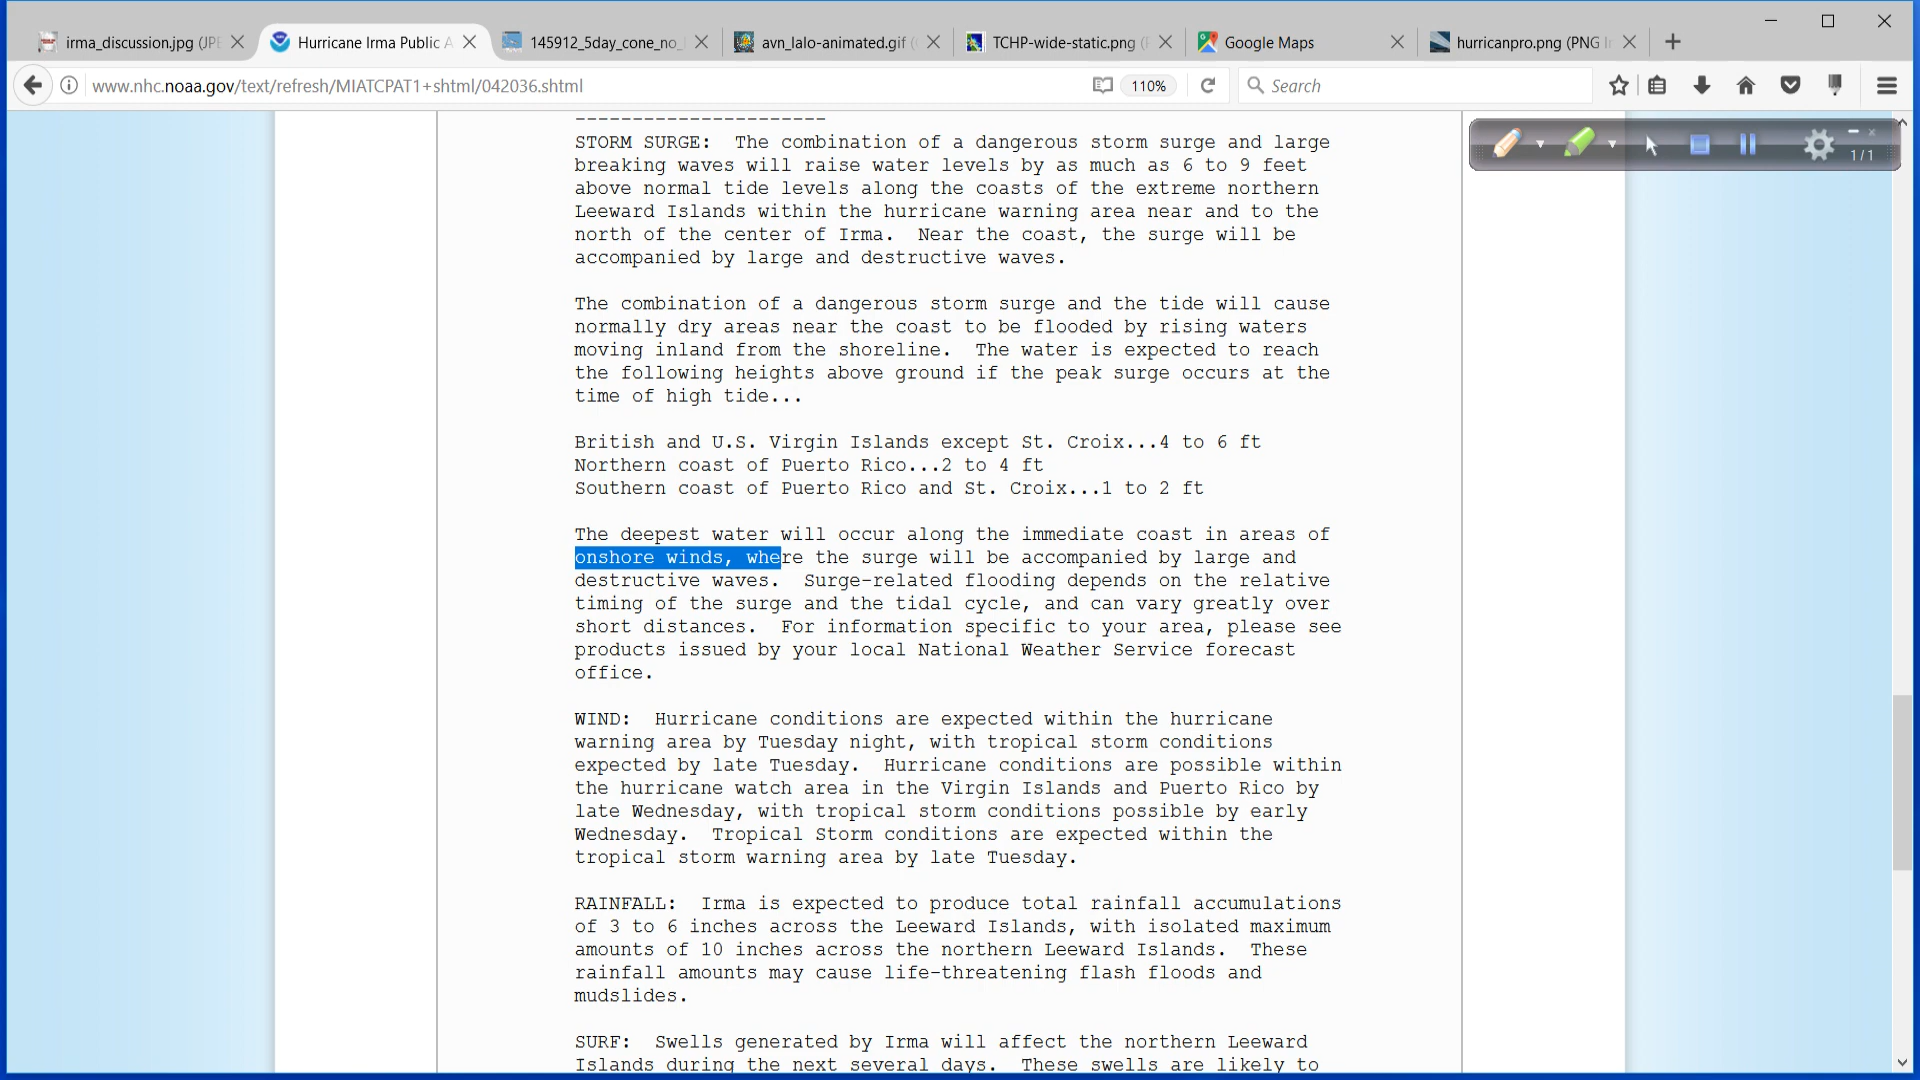 irma_discussion.jpg (JPE
Hurricane Irma Public A
145912_5day_cone_no_
avn_lalo-animated.gif (
TCHP-wide-static.png (
Google Maps
hurricanpro.png (PNG I
www.nhc.noaa.gov/text/refresh/MIATCPAT1+shtml/042036.shtml
110%
Search
1/1
----------------------
STORM SURGE:  The combination of a dangerous storm surge and large
breaking waves will raise water levels by as much as 6 to 9 feet
above normal tide levels along the coasts of the extreme northern
Leeward Islands within the hurricane warning area near and to the
north of the center of Irma.  Near the coast, the surge will be
accompanied by large and destructive waves.
The combination of a dangerous storm surge and the tide will cause
normally dry areas near the coast to be flooded by rising waters
moving inland from the shoreline.  The water is expected to reach
the following heights above ground if the peak surge occurs at the
time of high tide...
British and U.S. Virgin Islands except St. Croix...4 to 6 ft
Northern coast of Puerto Rico...2 to 4 ft
Southern coast of Puerto Rico and St. Croix...1 to 2 ft
The deepest water will occur along the immediate coast in areas of
onshore winds, where the surge will be accompanied by large and
destructive waves.  Surge-related flooding depends on the relative
timing of the surge and the tidal cycle, and can vary greatly over
short distances.  For information specific to your area, please see
products issued by your local National Weather Service forecast
office.
WIND:  Hurricane conditions are expected within the hurricane
warning area by Tuesday night, with tropical storm conditions
expected by late Tuesday.  Hurricane conditions are possible within
the hurricane watch area in the Virgin Islands and Puerto Rico by
late Wednesday, with tropical storm conditions possible by early
Wednesday.  Tropical Storm conditions are expected within the
tropical storm warning area by late Tuesday.
RAINFALL:  Irma is expected to produce total rainfall accumulations
of 3 to 6 inches across the Leeward Islands, with isolated maximum
amounts of 10 inches across the northern Leeward Islands.  These
rainfall amounts may cause life-threatening flash floods and
mudslides.
SURF:  Swells generated by Irma will affect the northern Leeward
Islands during the next several days.  These swells are likely to